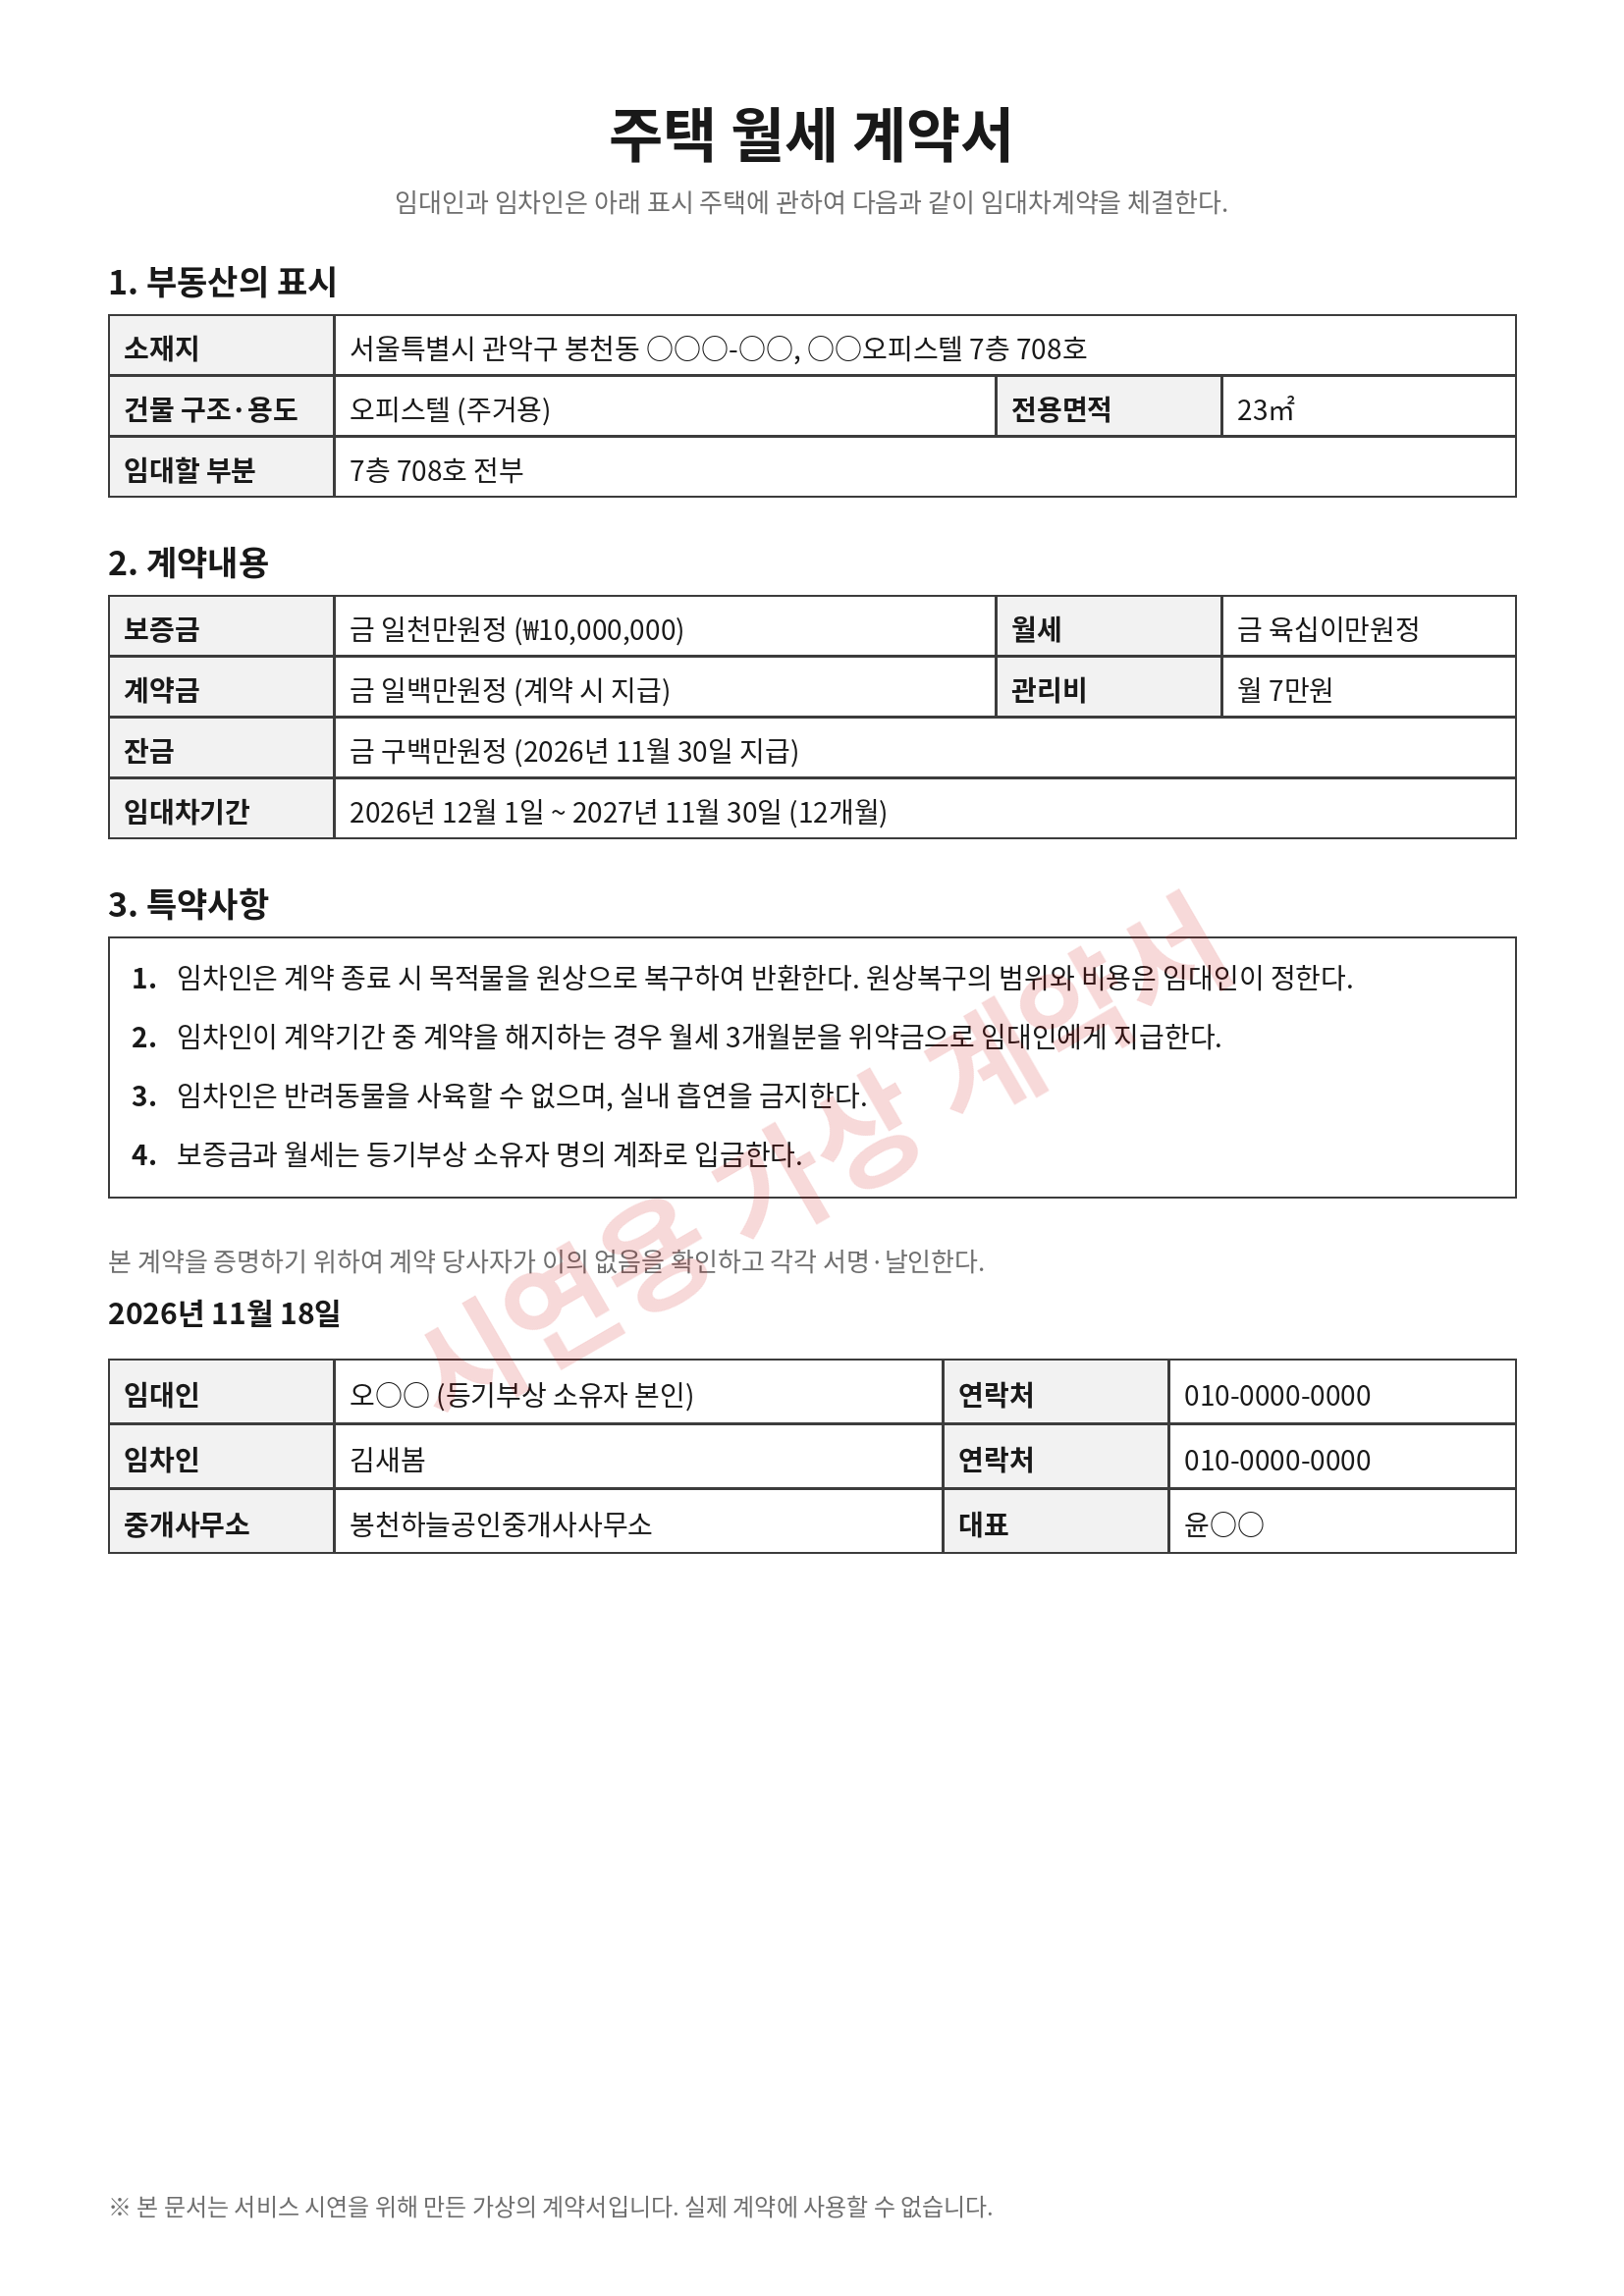 주택 월세 계약서
임대인과 임차인은 아래 표시 주택에 관하여 다음과 같이 임대차계약을 체결한다.
1. 부동산의 표시
소재지 서울특별시 관악구 봉천동 ○○○-○○, ○○오피스텔 7층 708호
건물 구조·용도 오피스텔 (주거용) 전용면적 23㎡
임대할 부분 7층 708호 전부
2. 계약내용
보증금 금 일천만원정 (₩10,000,000) 월세 금 육십이만원정
계약금 금 일백만원정 (계약 시 지급) 관리비 월 7만원
잔금 금 구백만원정 (2026년 11월 30일 지급)
임대차기간 2026년 12월 1일 ~ 2027년 11월 30일 (12개월)
3. 특약사항
1. 임차인은 계약 종료 시 목적물을 원상으로 복구하여 반환한다. 원상복구의 범위와 비용은 임대인이 정한다.
2. 임차인이 계약기간 중 계약을 해지하는 경우 월세 3개월분을 위약금으로 임대인에게 지급한다.
3. 임차인은 반려동물을 사육할 수 없으며, 실내 흡연을 금지한다.
4. 보증금과 월세는 등기부상 소유자 명의 계좌로 입금한다.
시연용 가상 계약서
본 계약을 증명하기 위하여 계약 당사자가 이의 없음을 확인하고 각각 서명·날인한다.
2026년 11월 18일
임대인 오○○ (등기부상 소유자 본인) 연락처 010-0000-0000
임차인 김새봄 연락처 010-0000-0000
중개사무소 봉천하늘공인중개사사무소 대표 윤○○
※ 본 문서는 서비스 시연을 위해 만든 가상의 계약서입니다. 실제 계약에 사용할 수 없습니다.